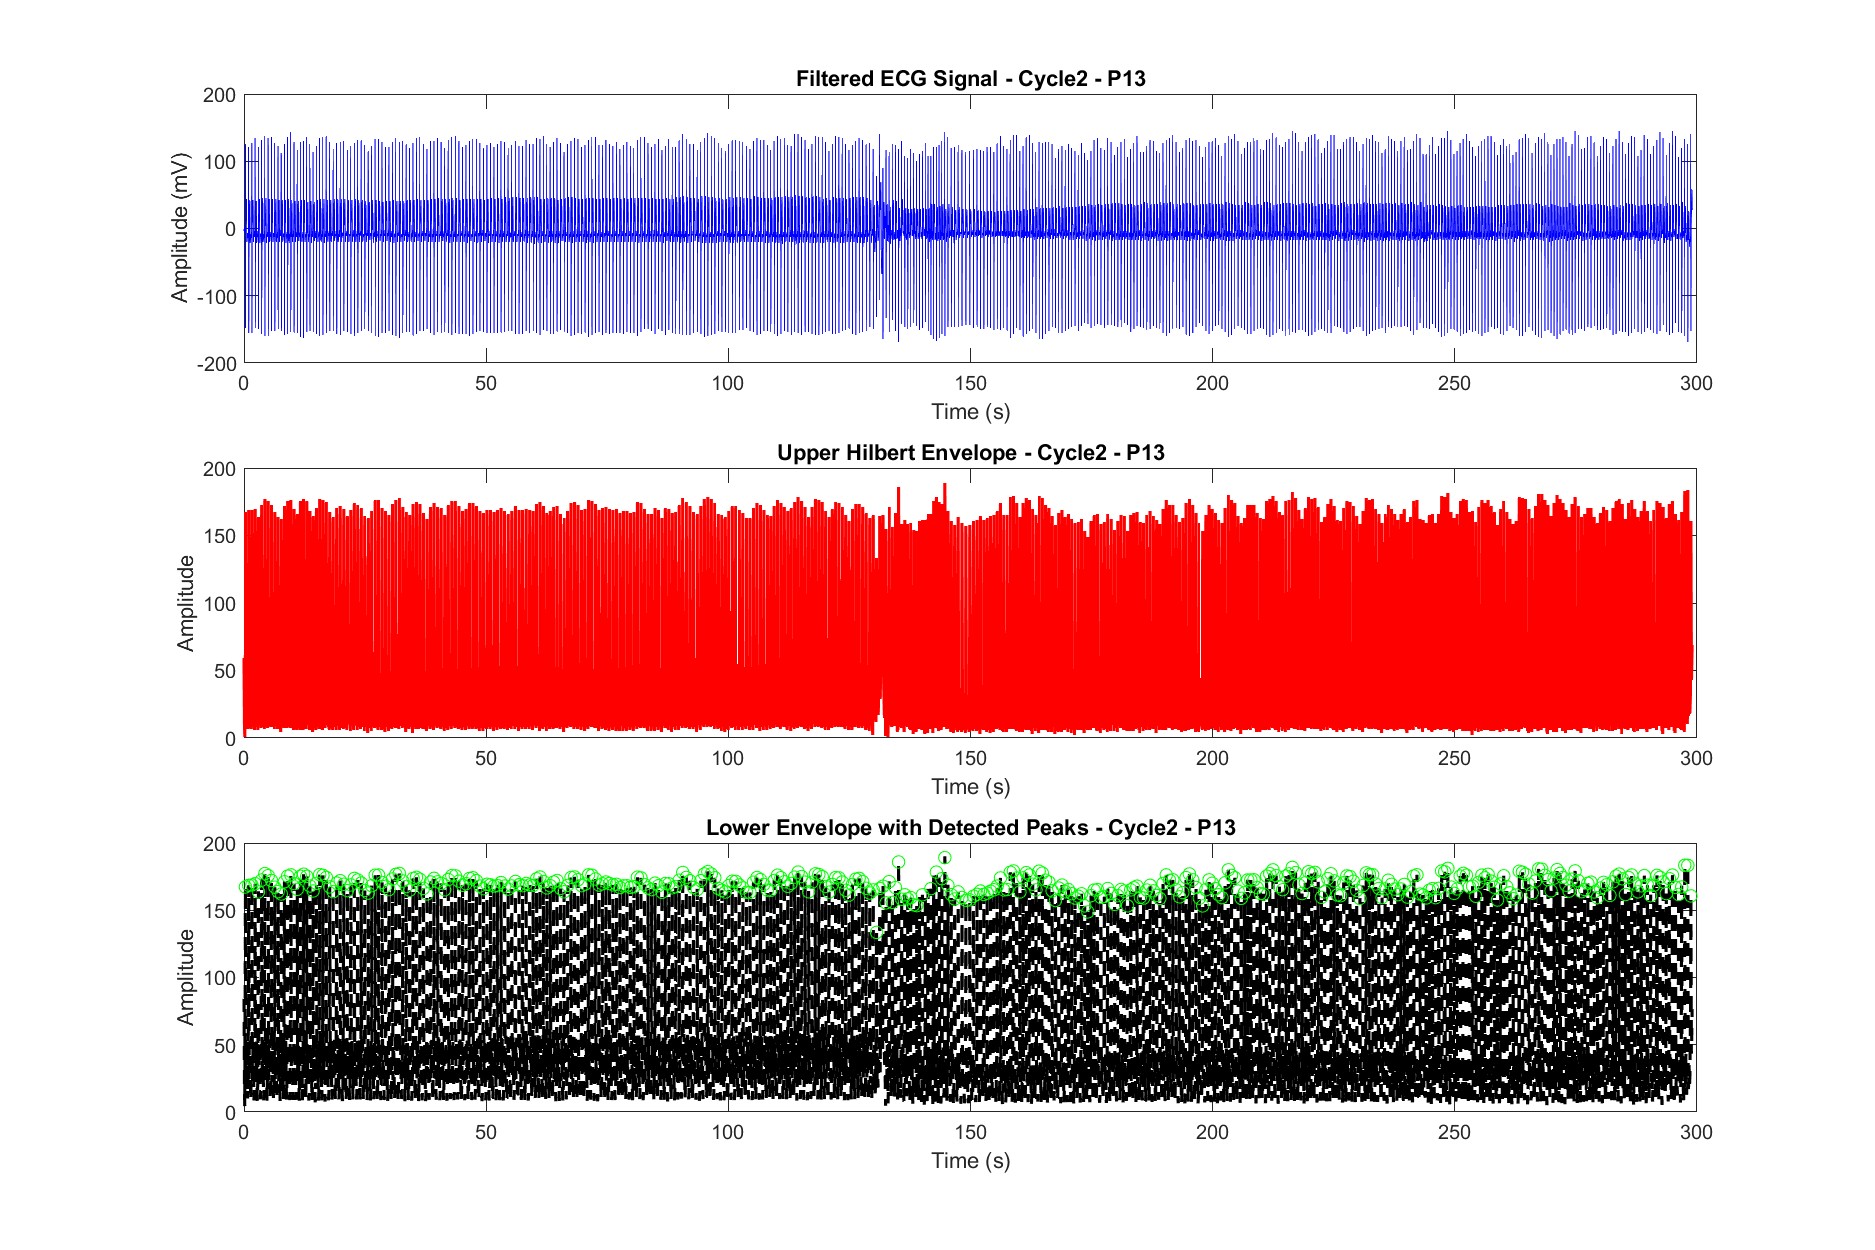 Filtered ECG Signal - Cycle2 - P13
200
100
0
-100
-200
Amplitude (mV)
0 50 100 150 200 250 300
Time (s)
Upper Hilbert Envelope - Cycle2 - P13
200
150
100
50
0
Amplitude
0 50 100 150 200 250 300
Time (s)
Lower Envelope with Detected Peaks - Cycle2 - P13
200
150
100
50
0
Amplitude
0 50 100 150 200 250 300
Time (s)